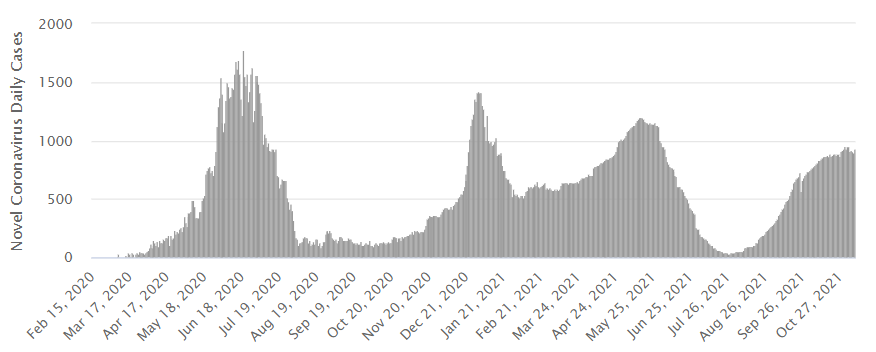 Novel Coronavirus Daily Cases
2000
1500
1000
500
0
Feb 15, 2020
Mar 17, 2020
Apr 17, 2020
May 18, 2020
Jun 18, 2020
Jul 19, 2020
Aug 19, 2020
Sep 19, 2020
Oct 20, 2020
Nov 20, 2020
Dec 21, 2020
Jan 21, 2021
Feb 21, 2021
Mar 24, 2021
Apr 24, 2021
May 25, 2021
Jun 25, 2021
Jul 26, 2021
Aug 26, 2021
Sep 26, 2021
Oct 27, 2021